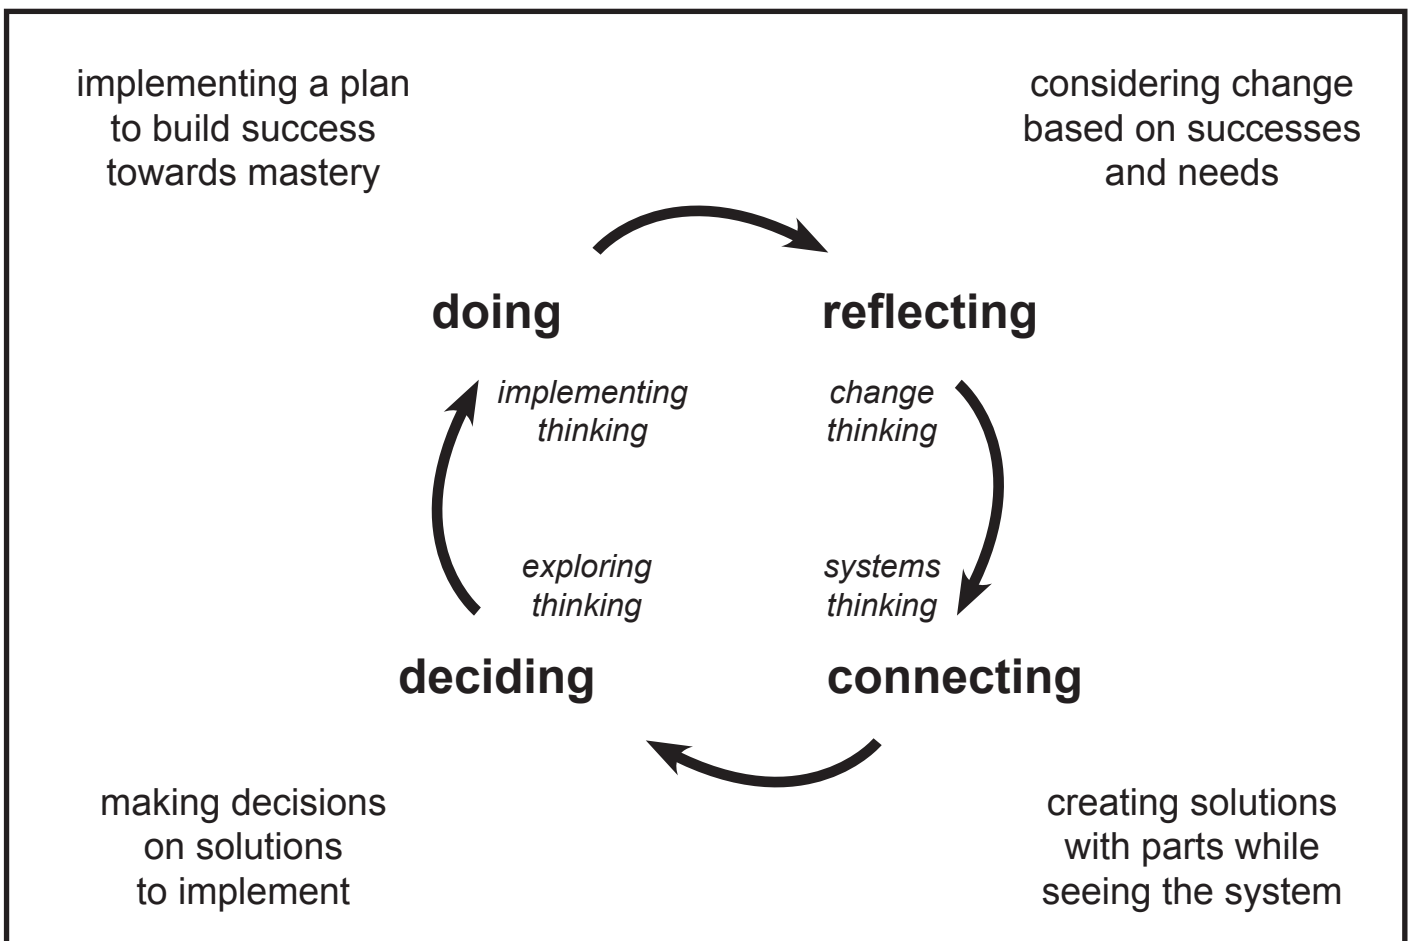 implementing a plan
to build success
towards mastery
considering change
based on successes
and needs
doing
reflecting
implementing
thinking
change
thinking
exploring
thinking
systems
thinking
deciding
connecting
making decisions
on solutions
to implement
creating solutions
with parts while
seeing the system